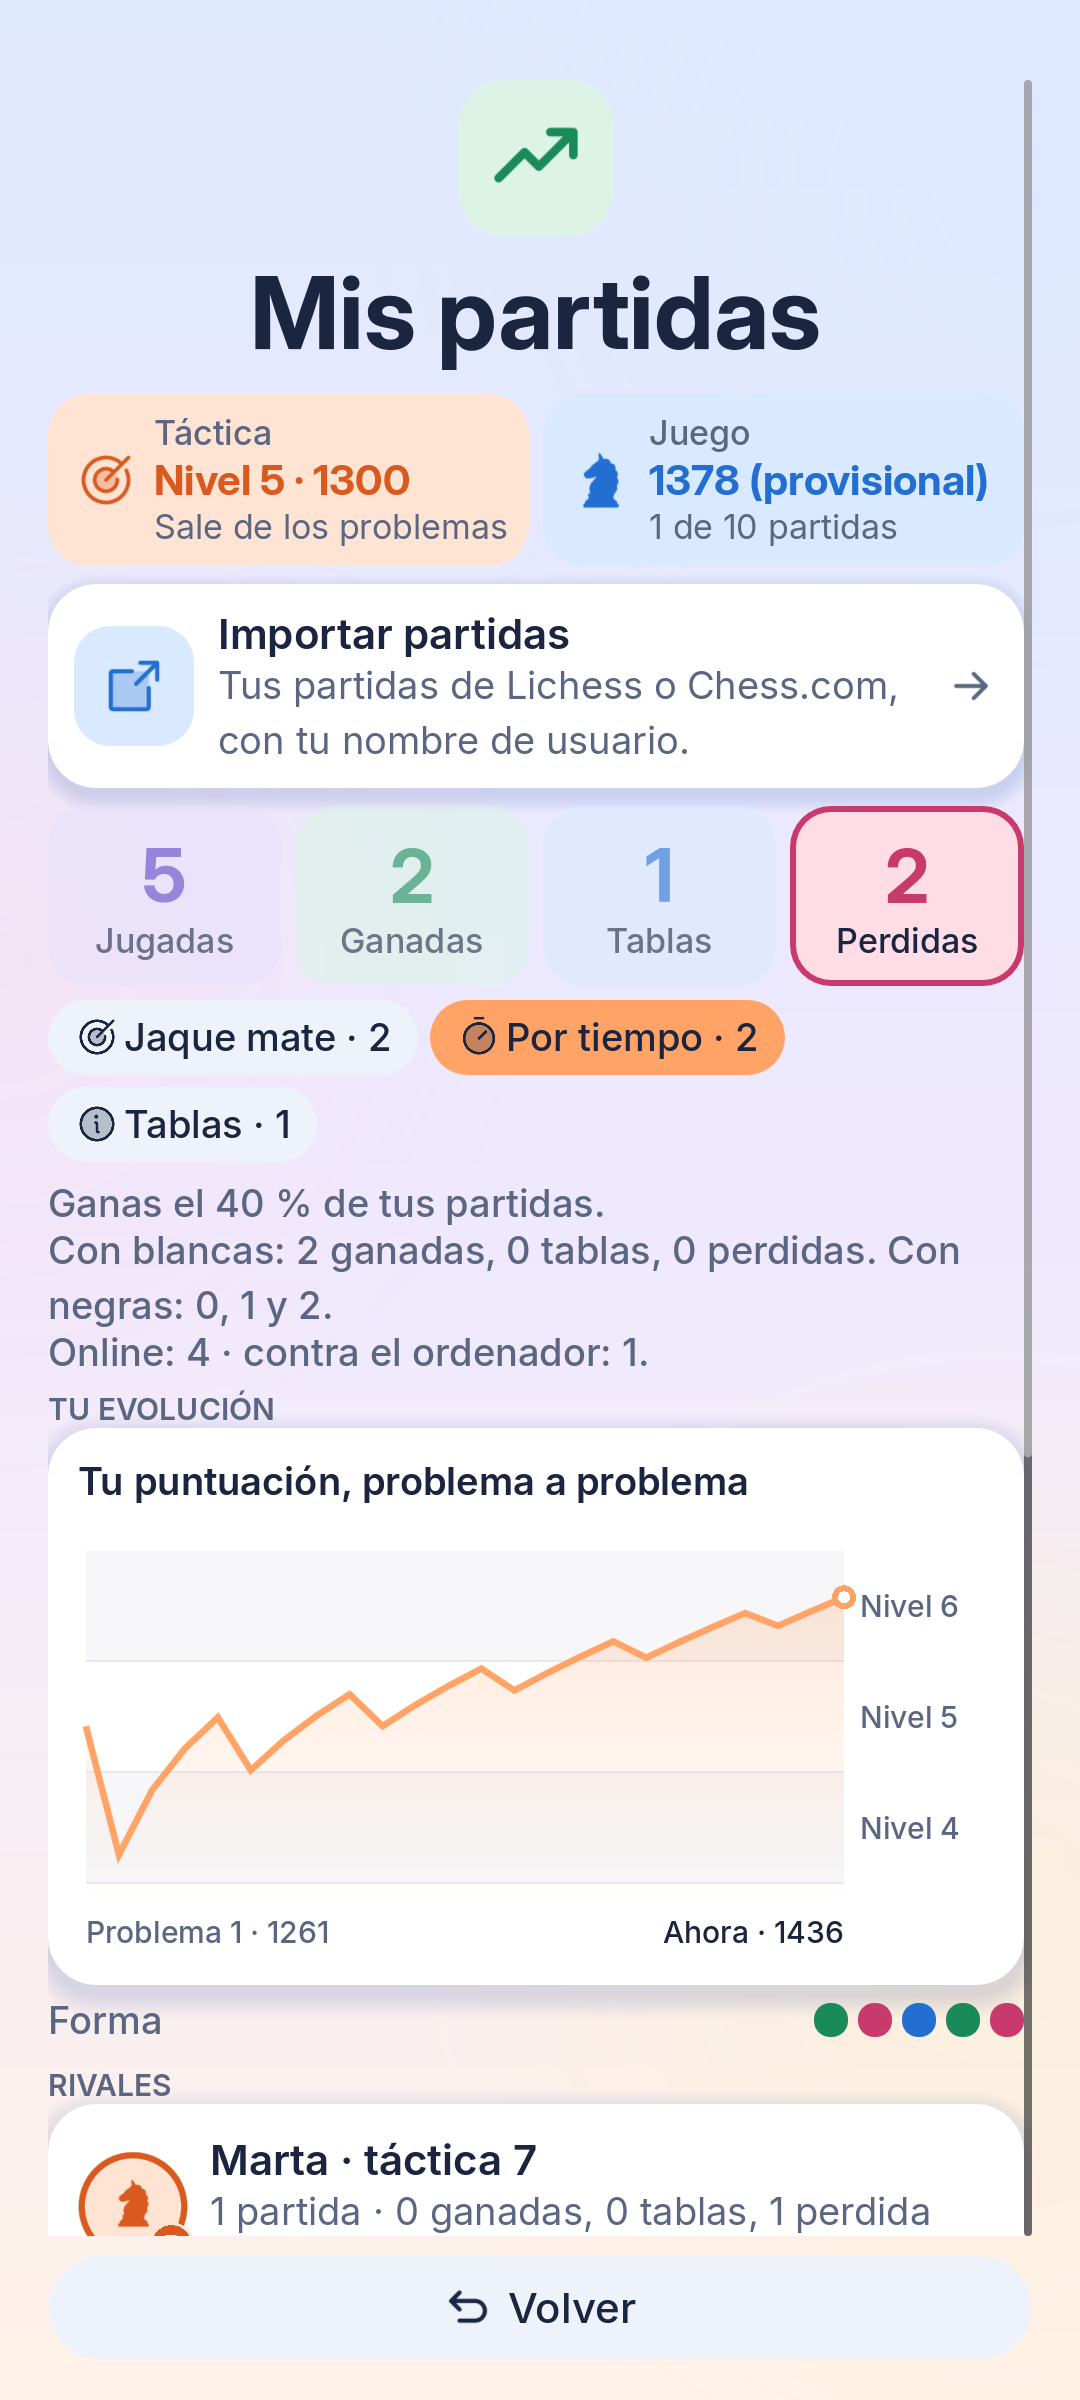 Mis partidas
Táctica
Nivel 5 · 1300
Sale de los problemas
Juego
1378 (provisional)
1 de 10 partidas
Importar partidas
Tus partidas de Lichess o Chess.com,
con tu nombre de usuario.
5
Jugadas
2
Ganadas
1
Tablas
2
Perdidas
Jaque mate · 2
Por tiempo · 2
Tablas · 1
Ganas el 40 % de tus partidas.
Con blancas: 2 ganadas, 0 tablas, 0 perdidas. Con
negras: 0, 1 y 2.
Online: 4 · contra el ordenador: 1.
TU EVOLUCIÓN
Tu puntuación, problema a problema
Nivel 6
Nivel 5
Nivel 4
Problema 1 · 1261
Ahora · 1436
Forma
RIVALES
Marta · táctica 7
1 partida · 0 ganadas, 0 tablas, 1 perdida
Volver